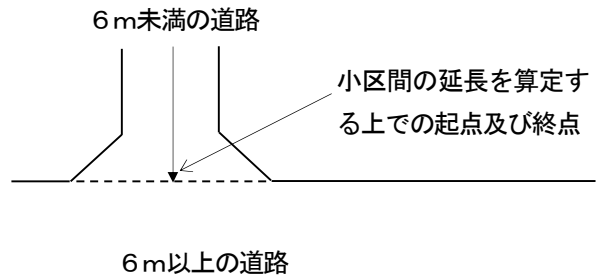 ６ｍ未満の道路
小区間の延長を算定す
る上での起点及び終点
６ｍ以上の道路